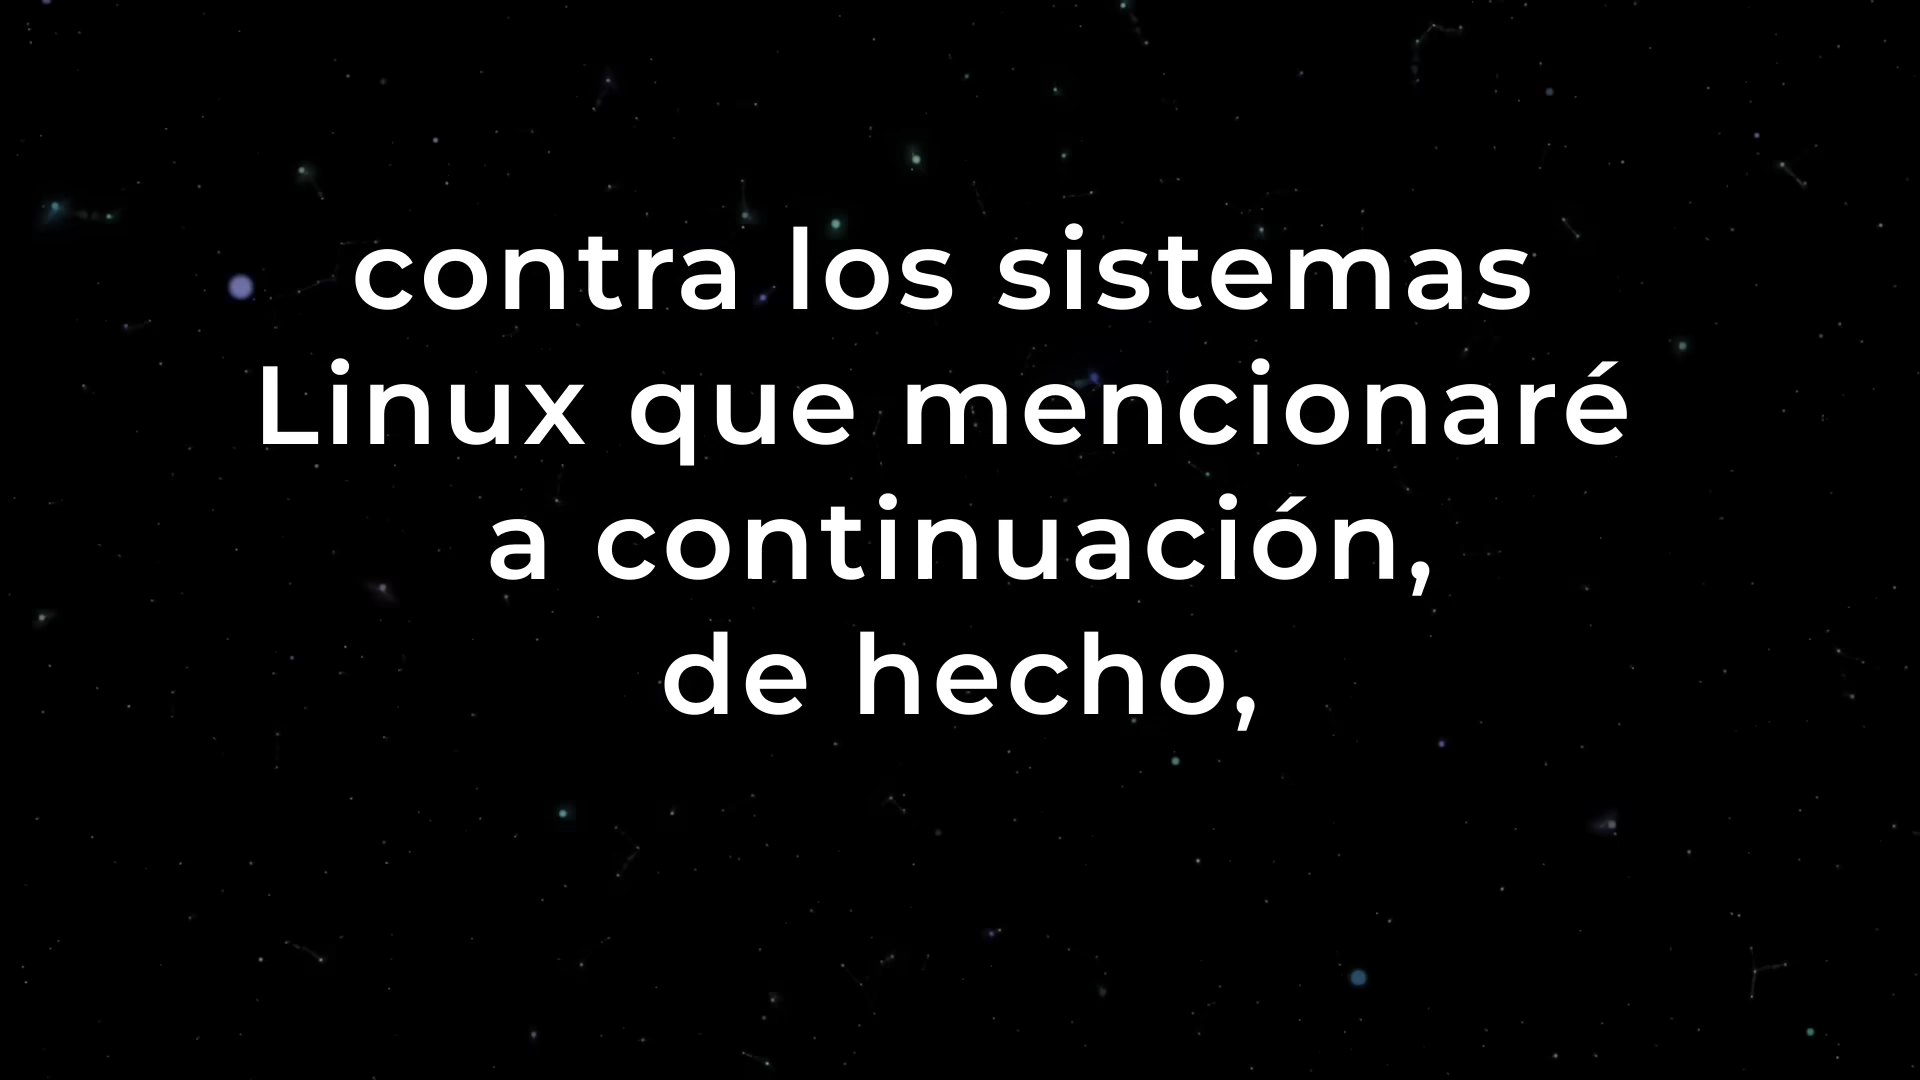 contra los sistemas
Linux que mencionaré
a continuación,
de hecho,